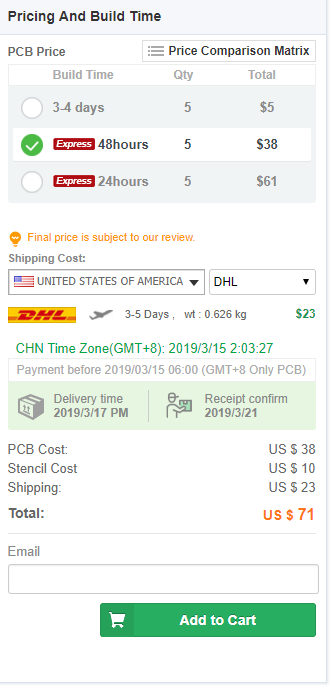 Pricing And Build Time
PCB Price
Price Comparison Matrix
Build Time Qty Total
3-4 days 5 $5
Express 48hours 5 $38
Express 24hours 5 $61
Final price is subject to our review.
Shipping Cost:
UNITED STATES OF AMERICA DHL
DHL 3-5 Days , wt : 0.626 kg $23
CHN Time Zone(GMT+8): 2019/3/15 2:03:27
Payment before 2019/03/15 06:00 (GMT+8 Only PCB)
Delivery time
2019/3/17 PM
Receipt confirm
2019/3/21
PCB Cost: US $ 38
Stencil Cost US $ 10
Shipping: US $ 23
Total: US $ 71
Email
Add to Cart